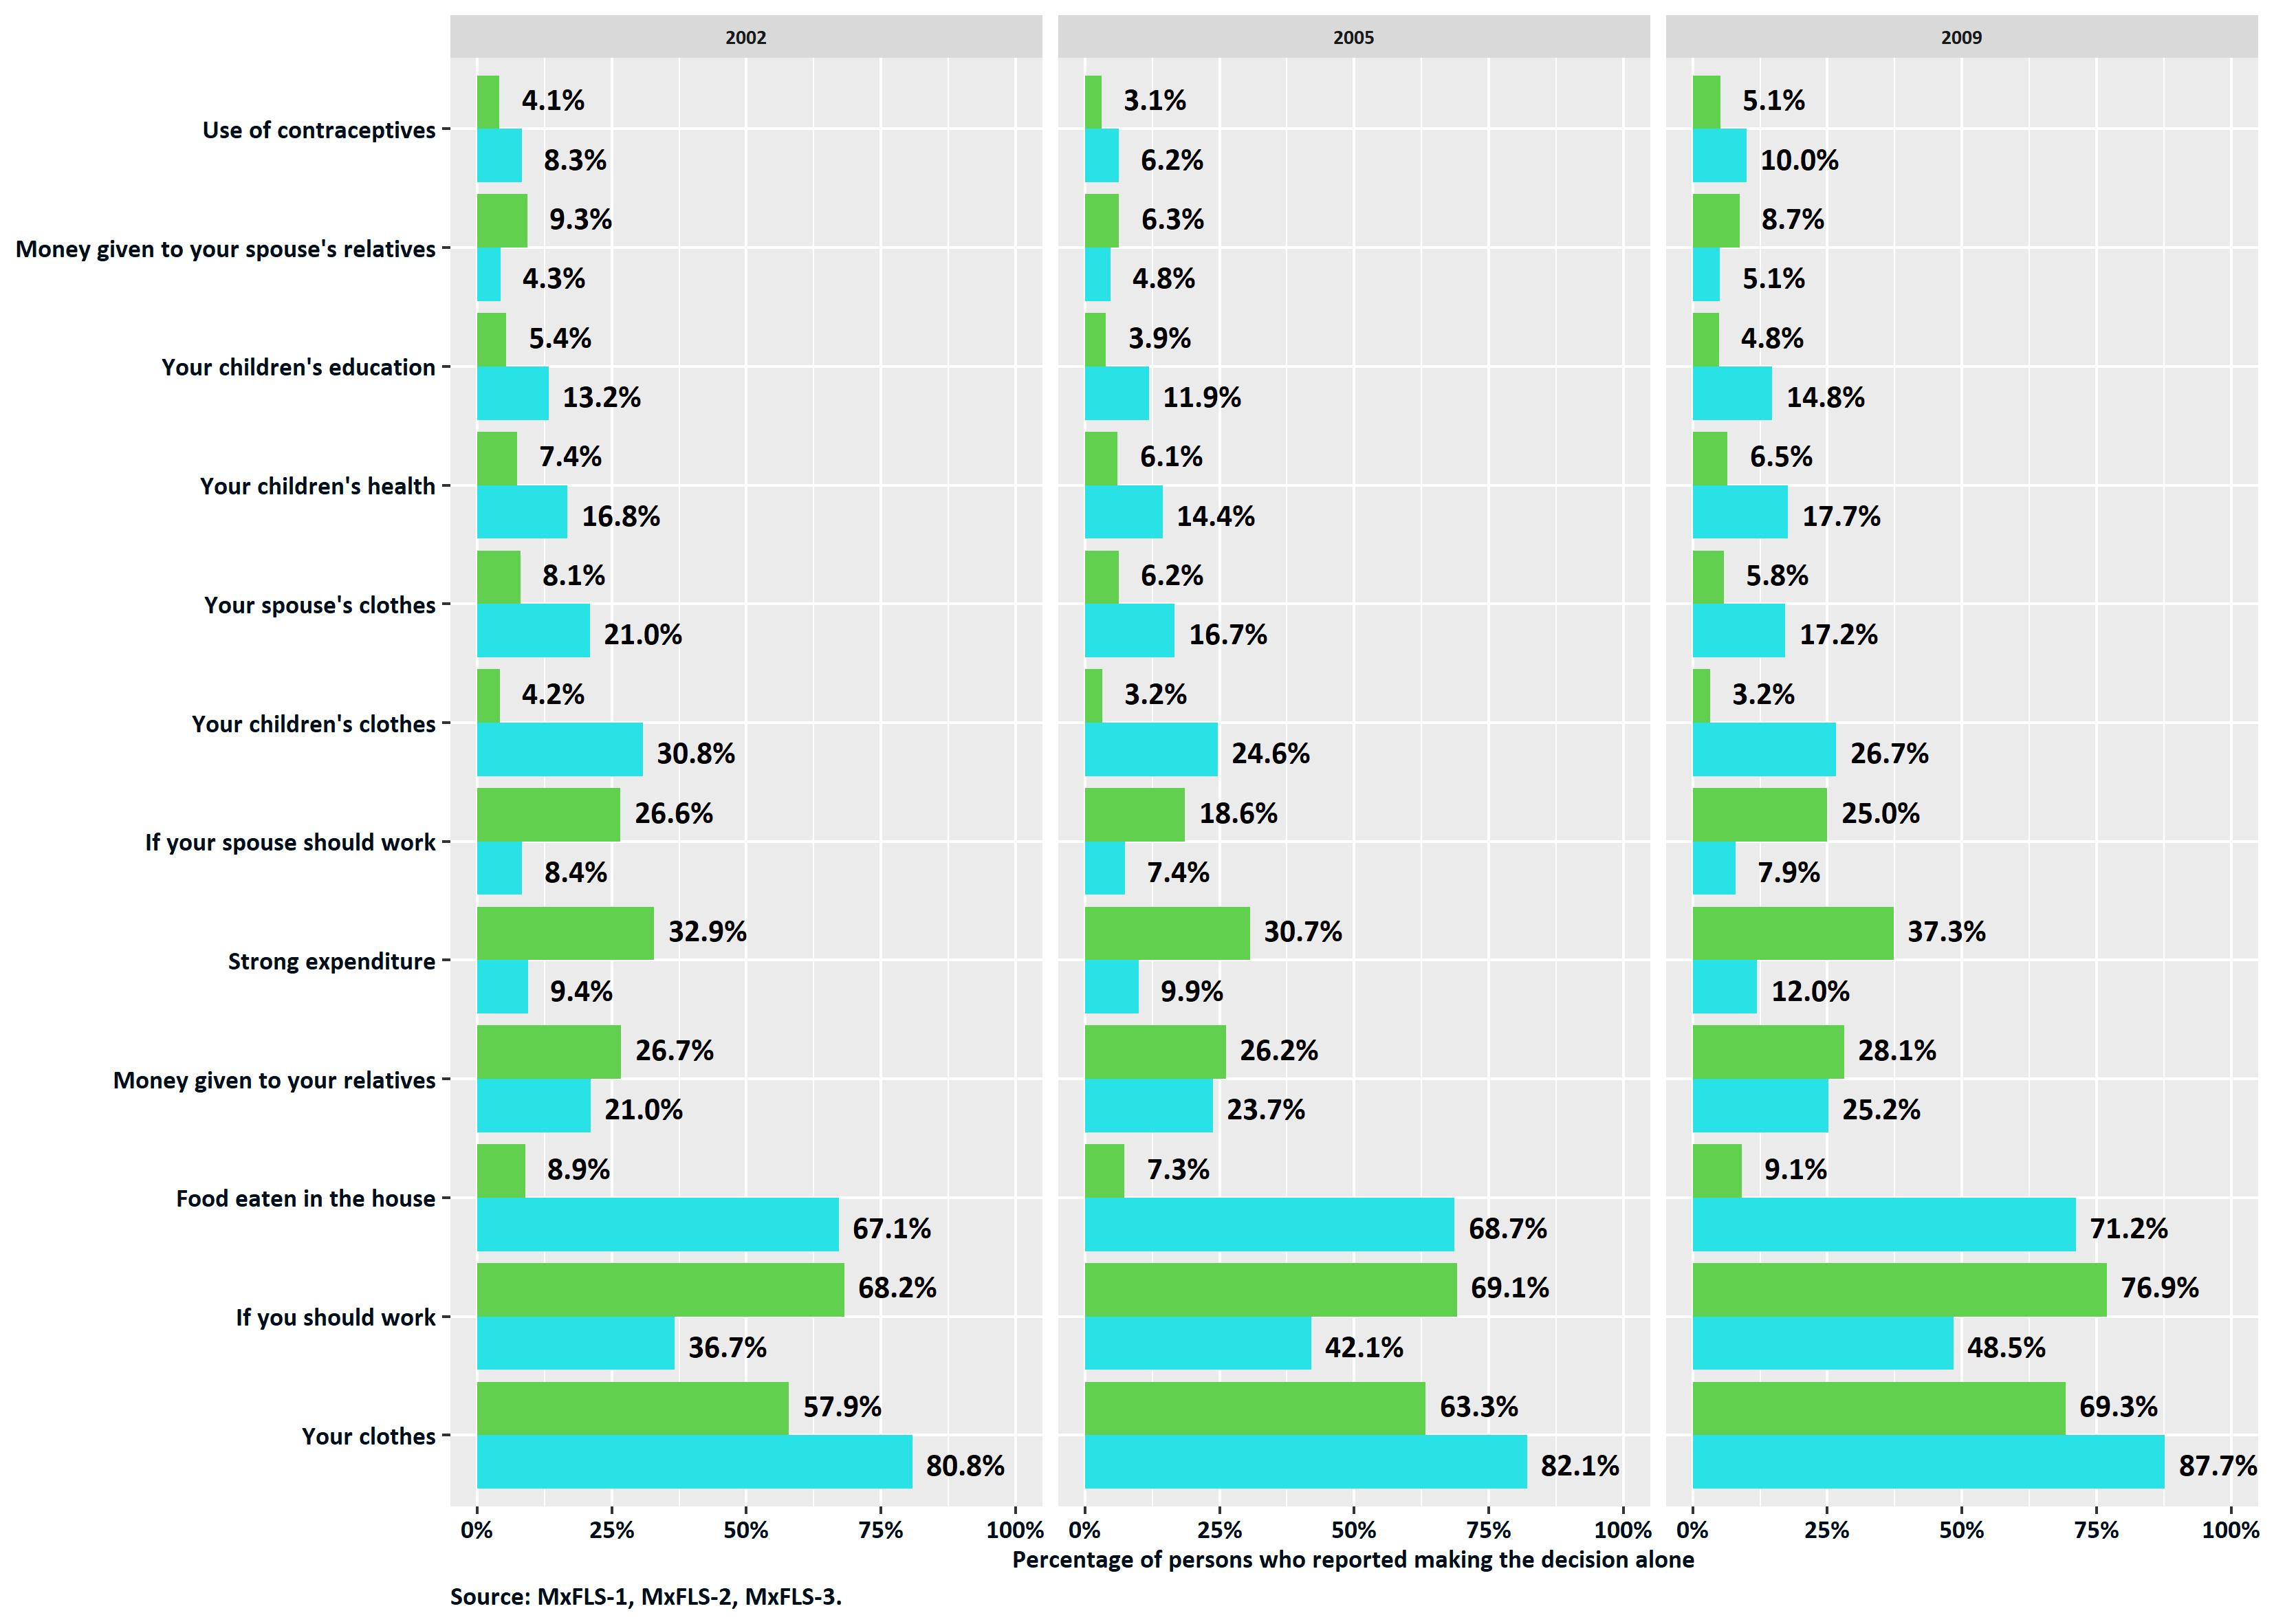 2002 2005 2009
Use of contraceptives
4.1% 3.1% 5.1%
8.3% 6.2% 10.0%
Money given to your spouse's relatives
9.3% 6.3% 8.7%
4.3% 4.8% 5.1%
Your children's education
5.4% 3.9% 4.8%
13.2% 11.9% 14.8%
Your children's health
7.4% 6.1% 6.5%
16.8% 14.4% 17.7%
Your spouse's clothes
8.1% 6.2% 5.8%
21.0% 16.7% 17.2%
Your children's clothes
4.2% 3.2% 3.2%
30.8% 24.6% 26.7%
If your spouse should work
26.6% 18.6% 25.0%
8.4% 7.4% 7.9%
Strong expenditure
32.9% 30.7% 37.3%
9.4% 9.9% 12.0%
Money given to your relatives
26.7% 26.2% 28.1%
21.0% 23.7% 25.2%
Food eaten in the house
8.9% 7.3% 9.1%
67.1% 68.7% 71.2%
If you should work
68.2% 69.1% 76.9%
36.7% 42.1% 48.5%
Your clothes
57.9% 63.3% 69.3%
80.8% 82.1% 87.7%
0% 25% 50% 75% 100% 0% 25% 50% 75% 100% 0% 25% 50% 75% 100%
Percentage of persons who reported making the decision alone
Source: MxFLS-1, MxFLS-2, MxFLS-3.